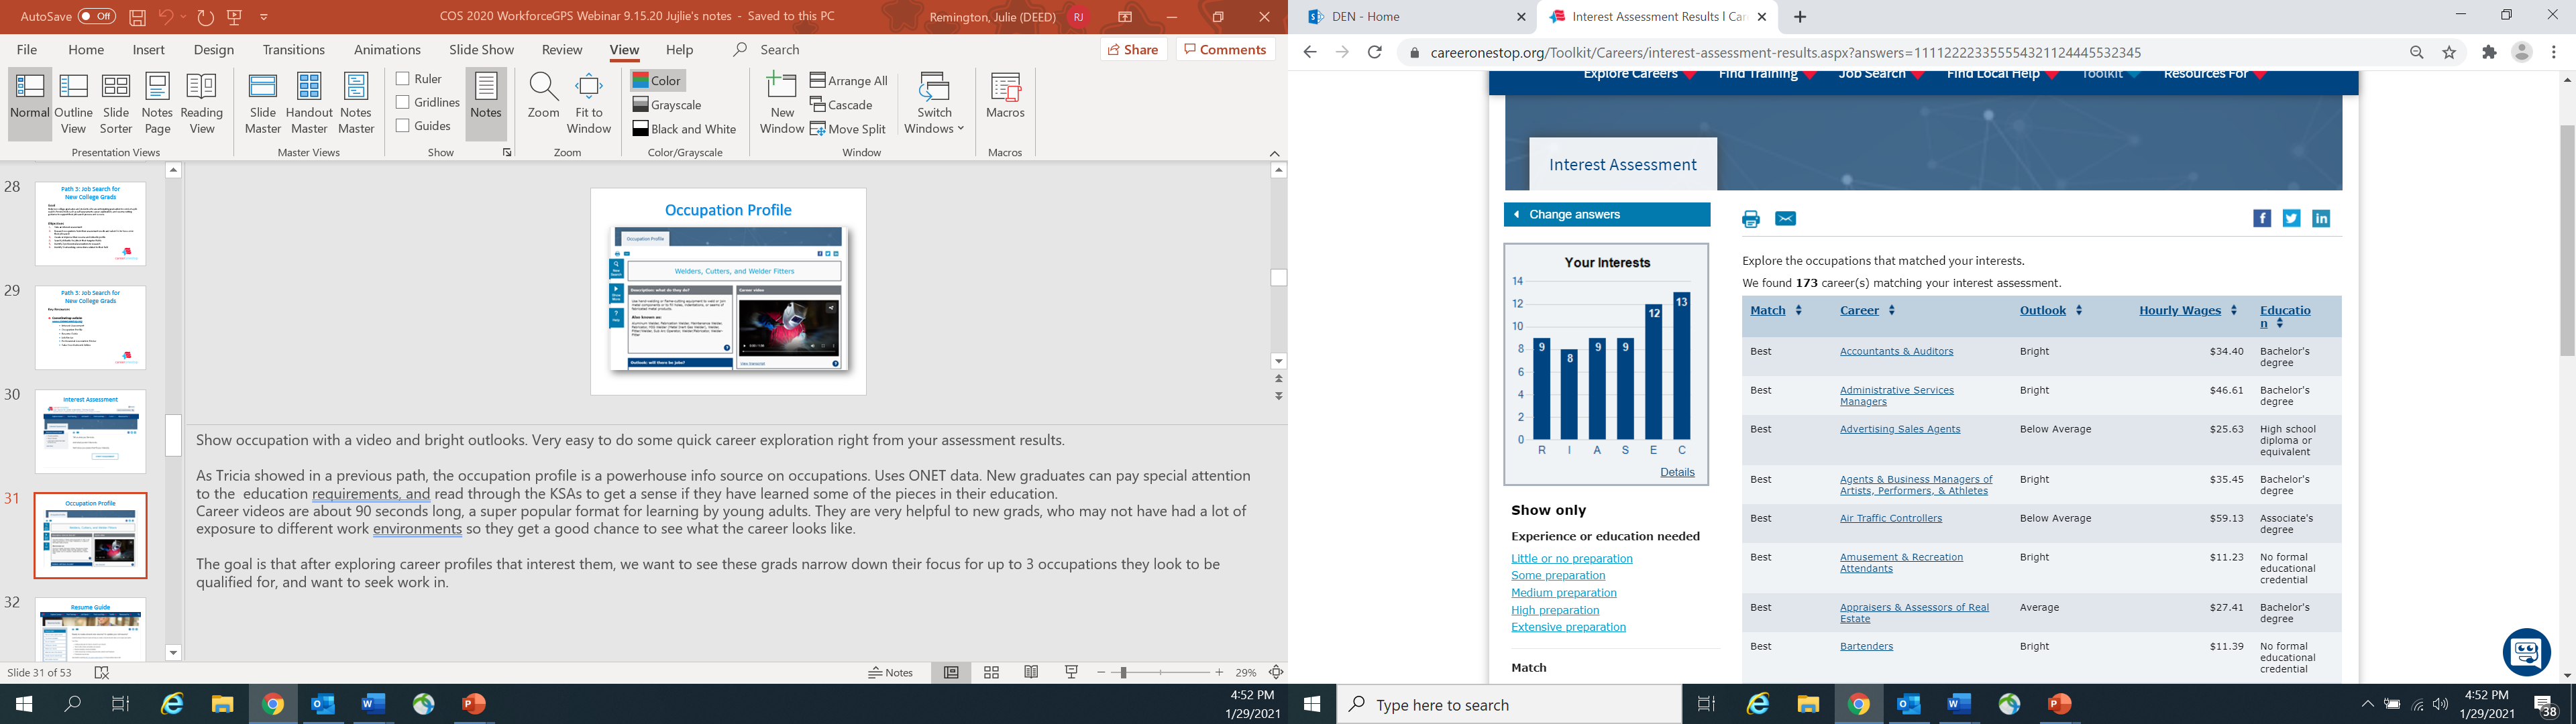 AutoSave Off
COS 2020 WorkforceGPS Webinar 9.15.20 Jujlie's notes - Saved to this PC
Remington, Julie (DEED) RJ
File Home Insert Design Transitions Animations Slide Show Review View Help Search
Share Comments
Normal Outline View Slide Sorter Notes Page Reading View
Presentation Views
Slide Master Handout Master Notes Master
Master Views
Ruler
Gridlines
Guides
Notes
Show
Zoom Fit to Window
Zoom
Color
Grayscale
Black and White
Color/Grayscale
New Window
Arrange All
Cascade
Move Split
Switch Windows
Window
Macros
Macros
28
Path 3: Job Search for
New College Grads
29
Path 3: Job Search for
New College Grads
30
Interest Assessment
31
Occupation Profile
32
Resume Guide
Occupation Profile
Occupation Profile
Welders, Cutters, and Welder Fitters
Description: what do they do?
Career video
Also known as:
Outlook: will there be jobs?
Show occupation with a video and bright outlooks. Very easy to do some quick career exploration right from your assessment results.
As Tricia showed in a previous path, the occupation profile is a powerhouse info source on occupations. Uses ONET data. New graduates can pay special attention
to the  education requirements, and read through the KSAs to get a sense if they have learned some of the pieces in their education.
Career videos are about 90 seconds long, a super popular format for learning by young adults. They are very helpful to new grads, who may not have had a lot of
exposure to different work environments so they get a good chance to see what the career looks like.
The goal is that after exploring career profiles that interest them, we want to see these grads narrow down their focus for up to 3 occupations they look to be
qualified for, and want to seek work in.
Slide 31 of 53
Notes
29%
4:52 PM
1/29/2021
DEN - Home
Interest Assessment Results | Car
careeronestop.org/Toolkit/Careers/interest-assessment-results.aspx?answers=111122223355554321124445532345
Explore Careers Find Training Job Search Find Local Help Toolkit Resources For
Interest Assessment
Change answers
Your Interests
14
12
10
8
6
4
2
0
9 8 9 9 12 13
R I A S E C
Details
Show only
Experience or education needed
Little or no preparation
Some preparation
Medium preparation
High preparation
Extensive preparation
Match
Explore the occupations that matched your interests.
We found 173 career(s) matching your interest assessment.
Match Career Outlook Hourly Wages Educatio
n
Best Accountants & Auditors Bright $34.40 Bachelor's
degree
Best Administrative Services Bright $46.61 Bachelor's
Managers degree
Best Advertising Sales Agents Below Average $25.63 High school
diploma or
equivalent
Best Agents & Business Managers of Bright $35.45 Bachelor's
Artists, Performers, & Athletes degree
Best Air Traffic Controllers Below Average $59.13 Associate's
degree
Best Amusement & Recreation Bright $11.23 No formal
Attendants educational
credential
Best Appraisers & Assessors of Real Average $27.41 Bachelor's
Estate degree
Best Bartenders Bright $11.39 No formal
educational
credential
Type here to search
4:52 PM
1/29/2021
38